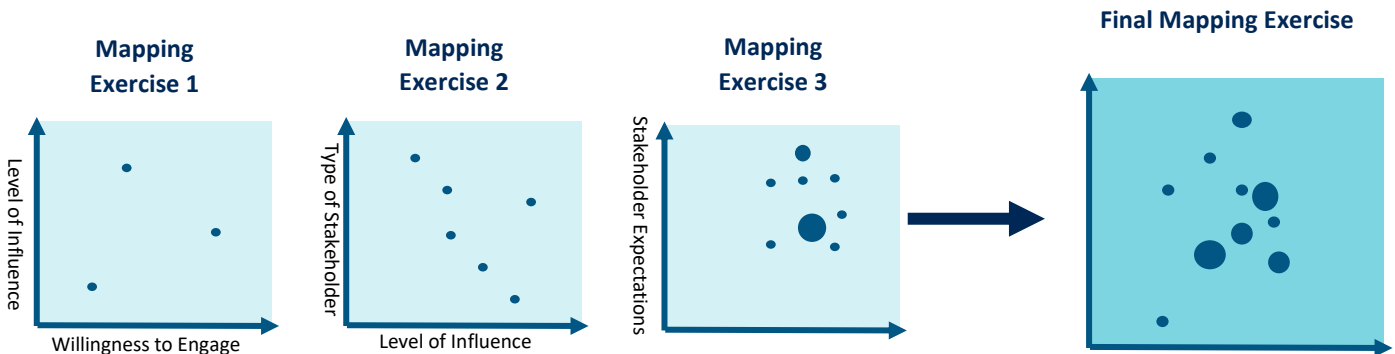 Final Mapping Exercise
Mapping
Exercise 1
Mapping
Exercise 2
Mapping
Exercise 3
Level of Influence
Willingness to Engage
Type of Stakeholder
Level of Influence
Stakeholder Expectations